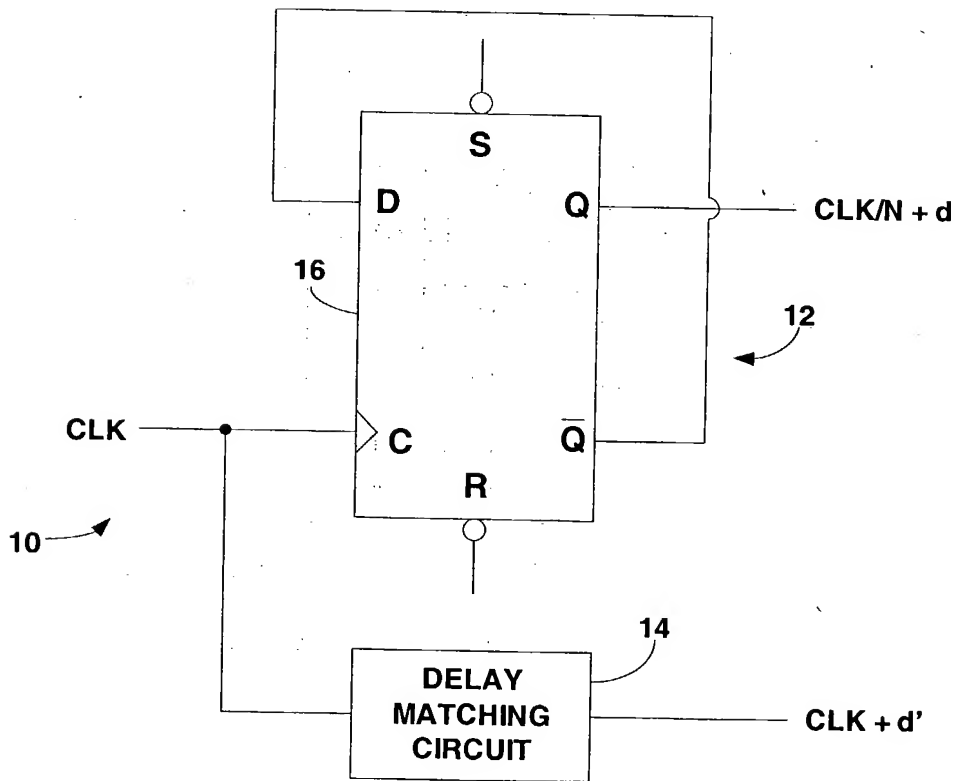 S
D
Q
CLK/N + d
16
12
CLK
C
Q̅
R
10
14
DELAY
MATCHING
CIRCUIT
CLK + d'